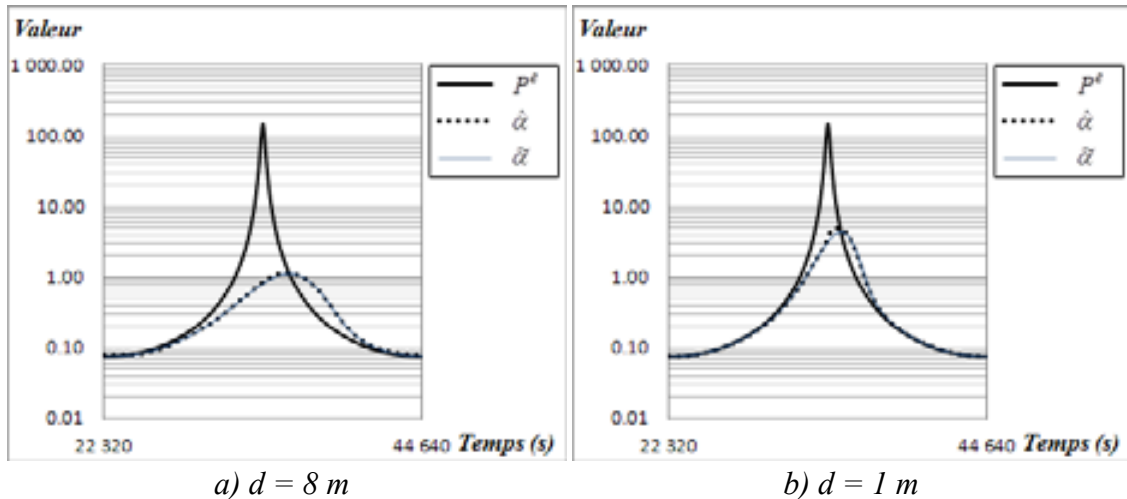 Valeur
1 000.00
100.00
10.00
1.00
0.10
0.01
22 320
44 640 Temps (s)
Pᵉ
α̂
α̃
a) d = 8 m
Valeur
1 000.00
100.00
10.00
1.00
0.10
0.01
22 320
44 640 Temps (s)
Pᵉ
α̂
α̃
b) d = 1 m